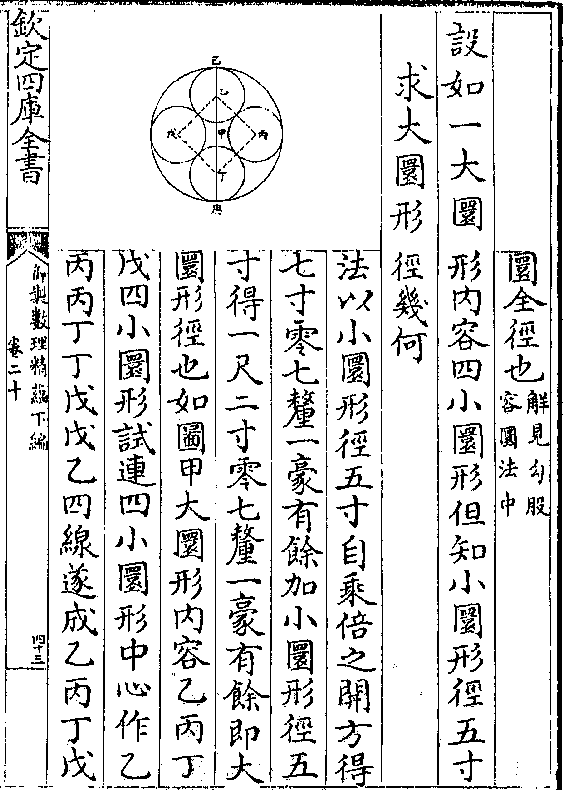 圜全徑也解見勾股
容圜法中
設如一大圜形內容四小圜形但知小圜形徑五寸
求大圜形徑幾何
法以小圜形徑五寸自乘倍之開方得
七寸零七釐一豪有餘加小圜形徑五
寸得一尺二寸零七釐一豪有餘即大
圜形徑也如圖甲大圜形內容乙丙丁
戊四小圜形試連四小圜形中心作乙
丙丙丁丁戊戊乙四線遂成乙丙丁戊
己
乙
戊
甲
丙
丁
庚
欽定四庫全書
御製數理精蘊下編
卷二十
四十三